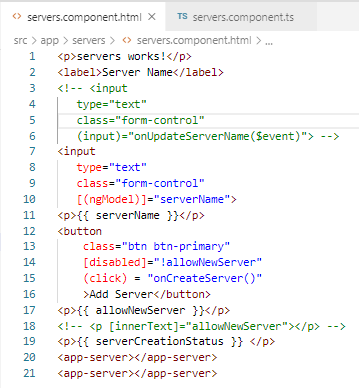 <> servers.component.html ● TS servers.component.ts
src > app > servers > <> servers.component.html > ...
1 <p>servers works!</p>
2 <label>Server Name</label>
3 <!-- <input
4 type="text"
5 class="form-control"
6 (input)="onUpdateServerName($event)"> -->
7 <input
8 type="text"
9 class="form-control"
10 [(ngModel)]="serverName">
11 <p>{{ serverName }}</p>
12 <button
13 class="btn btn-primary"
14 [disabled]="!allowNewServer"
15 (click) = "onCreateServer()"
16 >Add Server</button>
17 <p>{{ allowNewServer }}</p>
18 <!-- <p [innerText]="allowNewServer"></p> -->
19 <p>{{ serverCreationStatus }} </p>
20 <app-server></app-server>
21 <app-server></app-server>